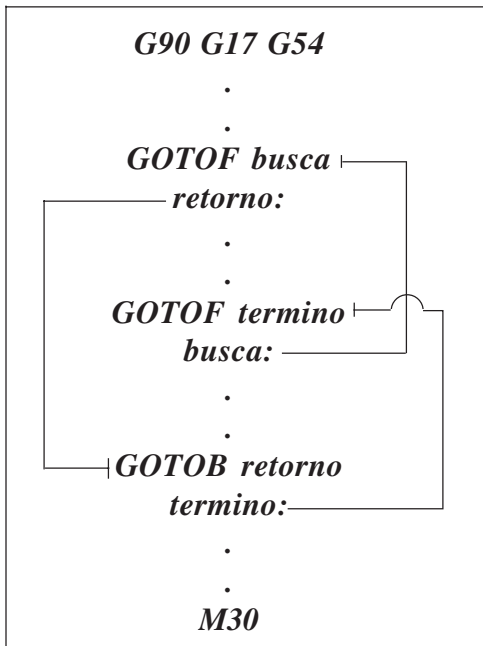 G90 G17 G54
.
.
GOTOF busca
retorno:
.
.
GOTOF termino
busca:
.
.
GOTOB retorno
termino:
.
.
M30